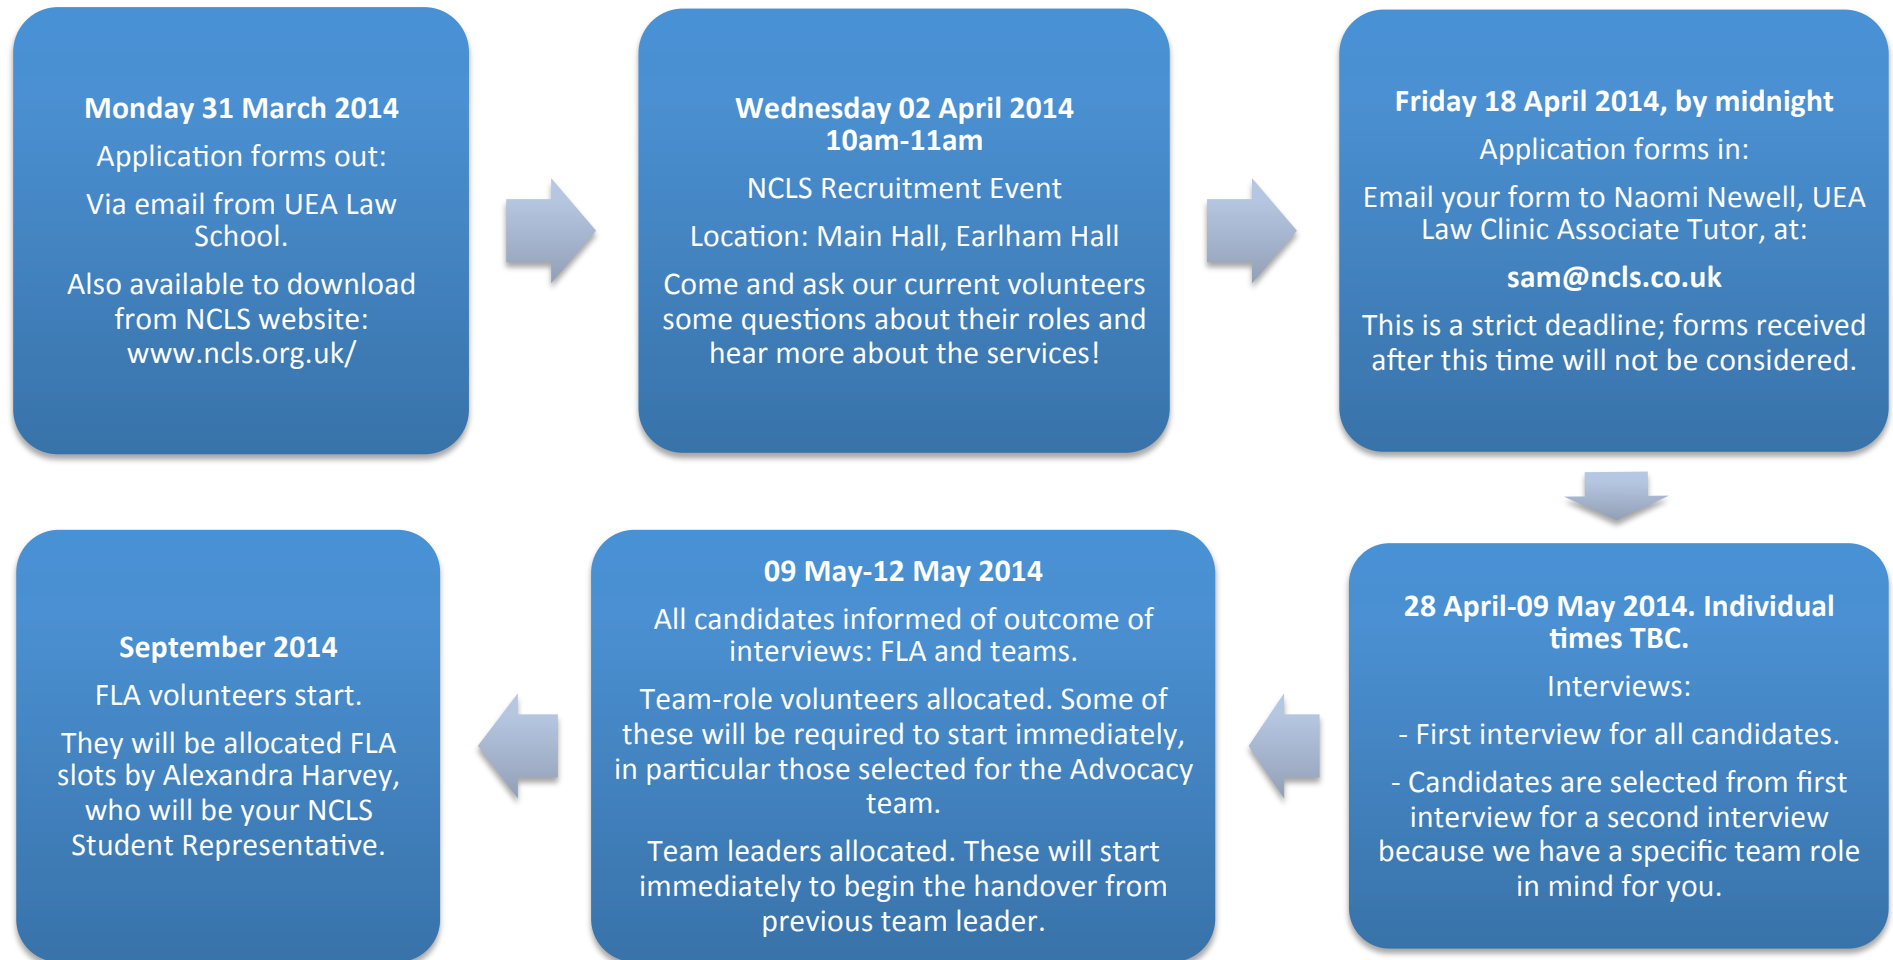 Monday 31 March 2014
Application forms out:
Via email from UEA Law
School.
Also available to download
from NCLS website:
www.ncls.org.uk/
Wednesday 02 April 2014
10am-11am
NCLS Recruitment Event
Location: Main Hall, Earlham Hall
Come and ask our current volunteers
some questions about their roles and
hear more about the services!
Friday 18 April 2014, by midnight
Application forms in:
Email your form to Naomi Newell, UEA
Law Clinic Associate Tutor, at:
sam@ncls.co.uk
This is a strict deadline; forms received
after this time will not be considered.
28 April-09 May 2014. Individual
times TBC.
Interviews:
- First interview for all candidates.
- Candidates are selected from first
interview for a second interview
because we have a specific team role
in mind for you.
09 May-12 May 2014
All candidates informed of outcome of
interviews: FLA and teams.
Team-role volunteers allocated. Some of
these will be required to start immediately,
in particular those selected for the Advocacy
team.
Team leaders allocated. These will start
immediately to begin the handover from
previous team leader.
September 2014
FLA volunteers start.
They will be allocated FLA
slots by Alexandra Harvey,
who will be your NCLS
Student Representative.